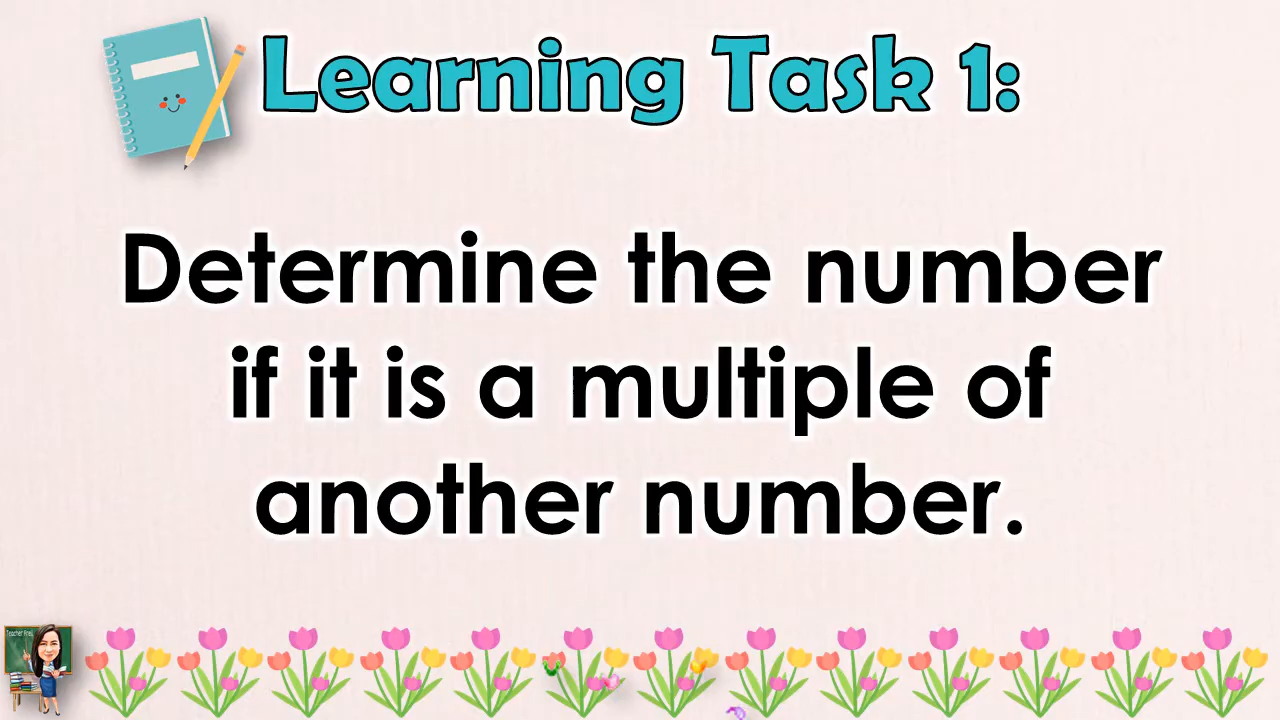 Learning Task 1:
Determine the number
if it is a multiple of
another number.